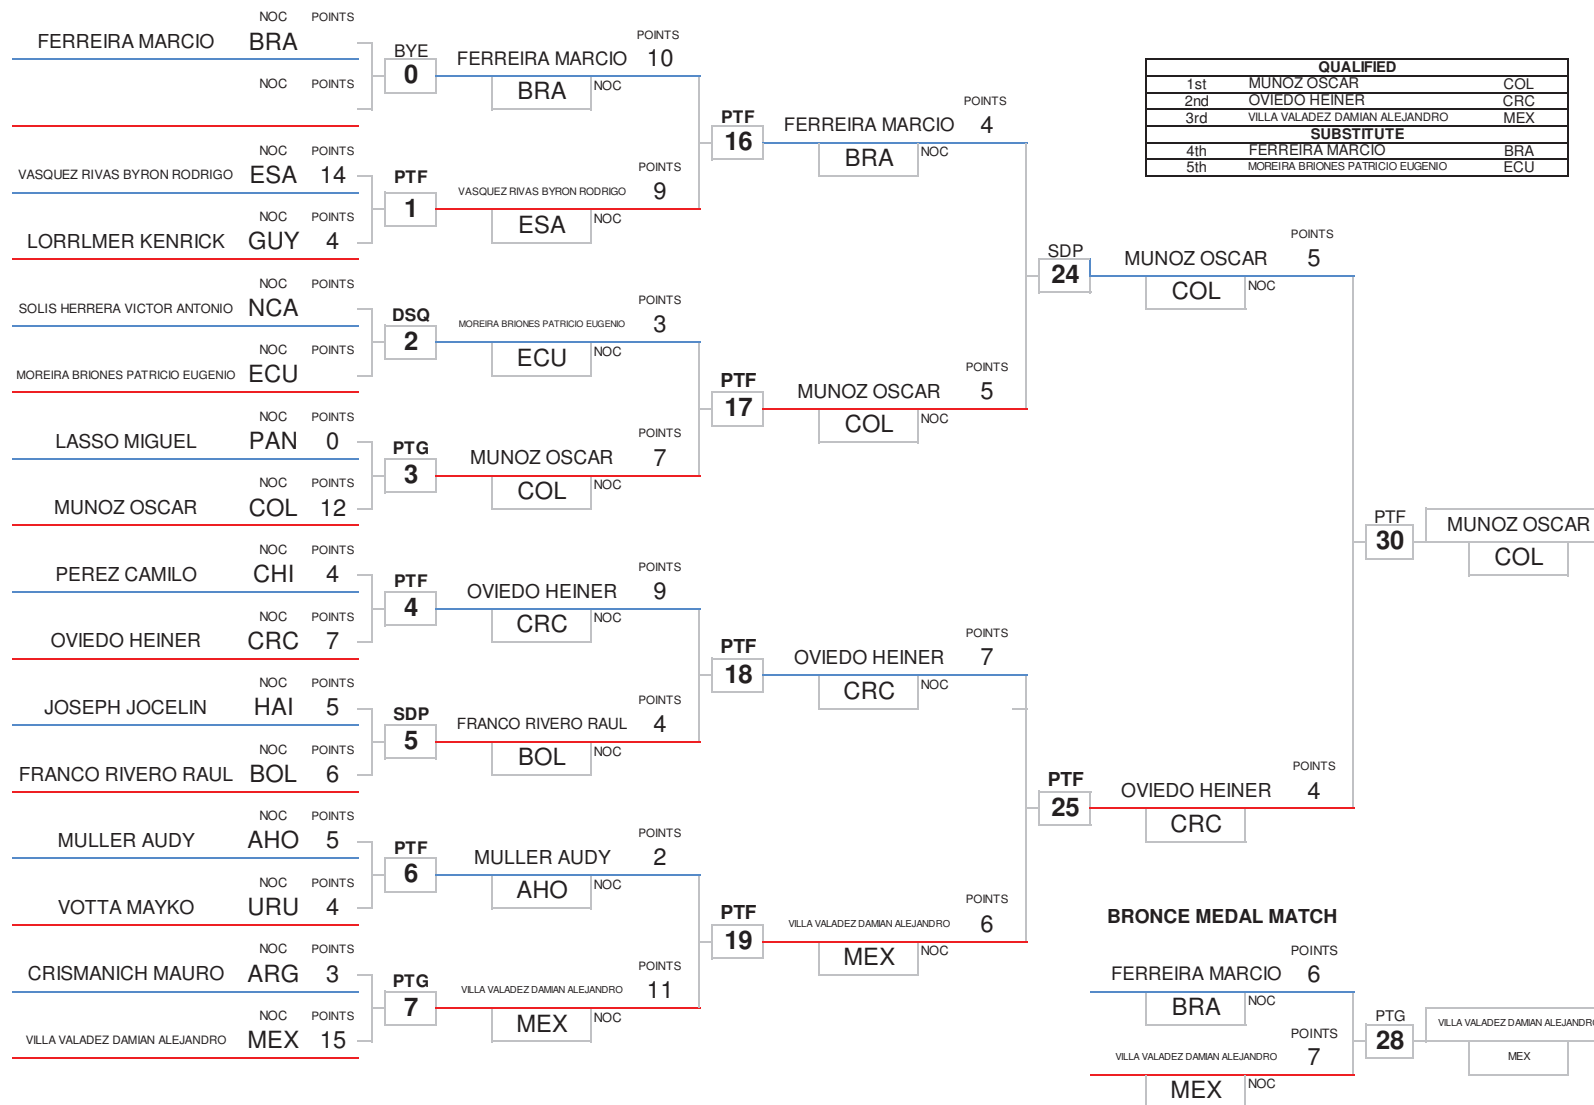 NOC POINTS
FERREIRA MARCIO BRA
BYE
0
NOC POINTS
NOC POINTS
VASQUEZ RIVAS BYRON RODRIGO ESA 14
PTF
1
NOC POINTS
LORRLMER KENRICK GUY 4
NOC POINTS
SOLIS HERRERA VICTOR ANTONIO NCA
DSQ
2
NOC POINTS
MOREIRA BRIONES PATRICIO EUGENIO ECU
NOC POINTS
LASSO MIGUEL PAN 0
PTG
3
NOC POINTS
MUNOZ OSCAR COL 12
NOC POINTS
PEREZ CAMILO CHI 4
PTF
4
NOC POINTS
OVIEDO HEINER CRC 7
NOC POINTS
JOSEPH JOCELIN HAI 5
SDP
5
NOC POINTS
FRANCO RIVERO RAUL BOL 6
NOC POINTS
MULLER AUDY AHO 5
PTF
6
NOC POINTS
VOTTA MAYKO URU 4
NOC POINTS
CRISMANICH MAURO ARG 3
PTG
7
NOC POINTS
VILLA VALADEZ DAMIAN ALEJANDRO MEX 15
POINTS
FERREIRA MARCIO 10
BRA NOC
PTF
16
POINTS
VASQUEZ RIVAS BYRON RODRIGO 9
ESA NOC
POINTS
MOREIRA BRIONES PATRICIO EUGENIO 3
ECU NOC
PTF
17
POINTS
MUNOZ OSCAR 7
COL NOC
POINTS
OVIEDO HEINER 9
CRC NOC
PTF
18
POINTS
FRANCO RIVERO RAUL 4
BOL NOC
POINTS
MULLER AUDY 2
AHO NOC
PTF
19
POINTS
VILLA VALADEZ DAMIAN ALEJANDRO 11
MEX NOC
POINTS
FERREIRA MARCIO 4
BRA NOC
SDP
24
POINTS
MUNOZ OSCAR 5
COL NOC
POINTS
OVIEDO HEINER 7
CRC NOC
PTF
25
POINTS
VILLA VALADEZ DAMIAN ALEJANDRO 6
MEX NOC
QUALIFIED
1st MUNOZ OSCAR COL
2nd OVIEDO HEINER CRC
3rd VILLA VALADEZ DAMIAN ALEJANDRO MEX
SUBSTITUTE
4th FERREIRA MARCIO BRA
5th MOREIRA BRIONES PATRICIO EUGENIO ECU
POINTS
MUNOZ OSCAR 5
COL NOC
PTF
30
MUNOZ OSCAR
COL
POINTS
OVIEDO HEINER 4
CRC
BRONCE MEDAL MATCH
POINTS
FERREIRA MARCIO 6
BRA NOC
PTG
28
VILLA VALADEZ DAMIAN ALEJANDRO
MEX
POINTS
VILLA VALADEZ DAMIAN ALEJANDRO 7
MEX NOC